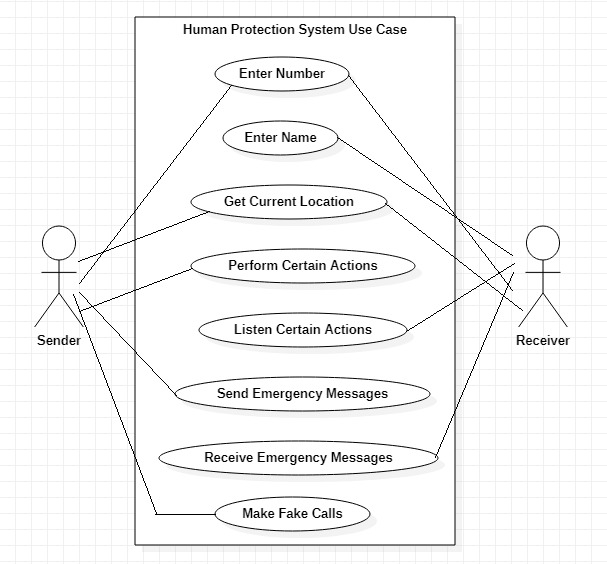 Human Protection System Use Case
Enter Number
Enter Name
Get Current Location
Perform Certain Actions
Listen Certain Actions
Send Emergency Messages
Receive Emergency Messages
Make Fake Calls
Sender
Receiver